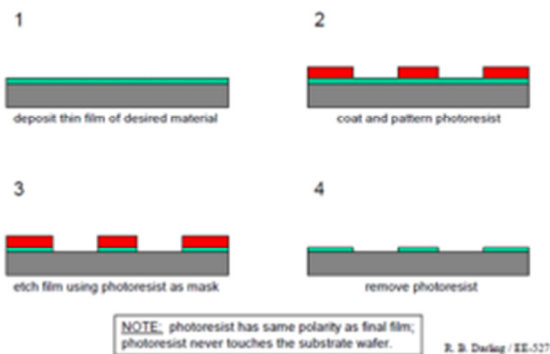 1
2
deposit thin film of desired material
coat and pattern photoresist
3
4
etch film using photoresist as mask
remove photoresist
NOTE: photoresist has same polarity as final film;
photoresist never touches the substrate wafer.
R. B. Darling / EE-527